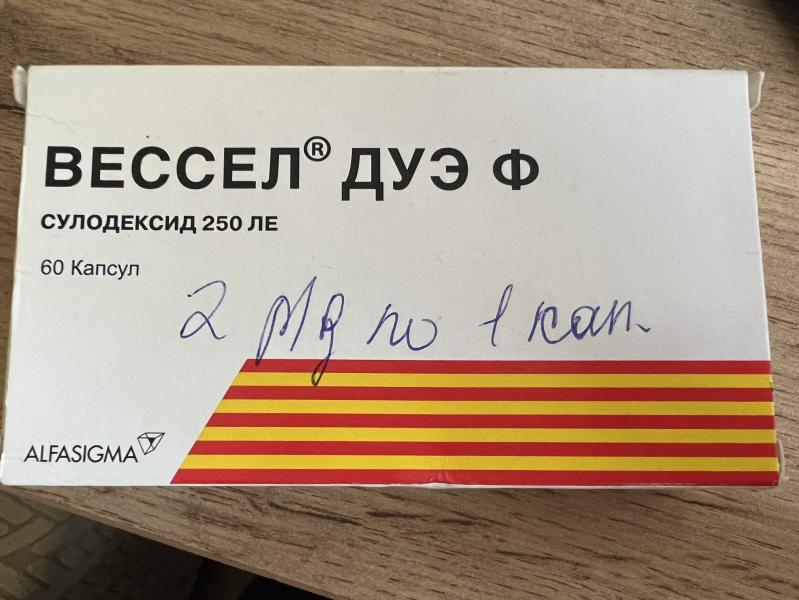 ВЕССЕЛ® ДУЭ Ф
СУЛОДЕКСИД 250 ЛЕ
60 Капсул
2 р/д по 1 кап.
ALFASIGMA